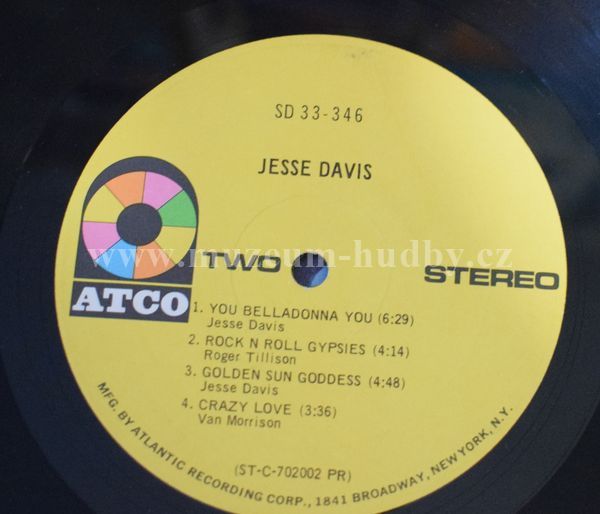 SD 33-346
JESSE DAVIS
www.muzeum-hudby.cz
ATCO
TWO
STEREO
1. YOU BELLADONNA YOU (6:29)
Jesse Davis
2. ROCK N ROLL GYPSIES (4:14)
Roger Tillison
3. GOLDEN SUN GODDESS (4:48)
Jesse Davis
4. CRAZY LOVE (3:36)
Van Morrison
(ST-C-702002 PR)
MFG. BY ATLANTIC RECORDING CORP., 1841 BROADWAY, NEW YORK, N.Y.